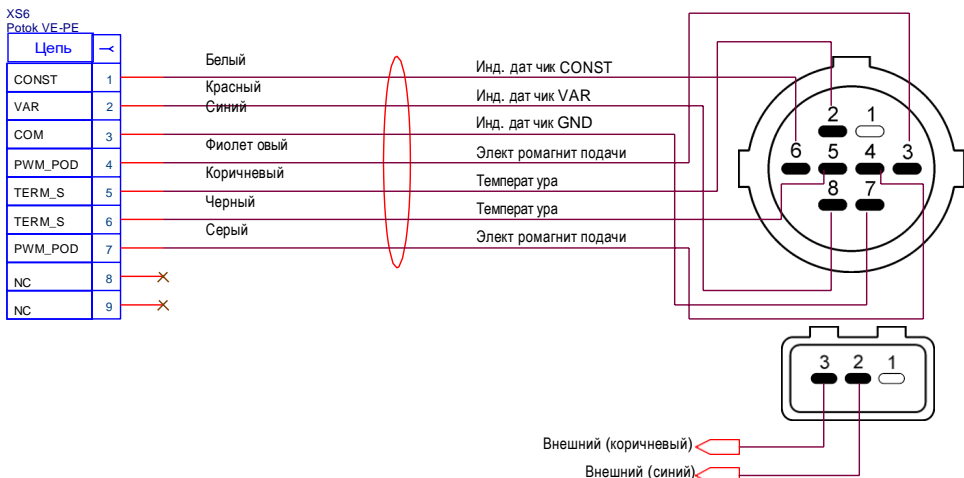 XS6
Potok VE-PE
Цепь
CONST 1 Белый Инд. дат чик CONST
VAR 2 Красный Инд. дат чик VAR
COM 3 Синий Инд. дат чик GND
PWM_POD 4 Фиолет овый Элект ромагнит подачи
TERM_S 5 Коричневый Температ ура
TERM_S 6 Черный Температ ура
PWM_POD 7 Серый Элект ромагнит подачи
NC 8
NC 9
2 1
6 5 4 3
8 7
3 2 1
Внешний (коричневый)
Внешний (синий)